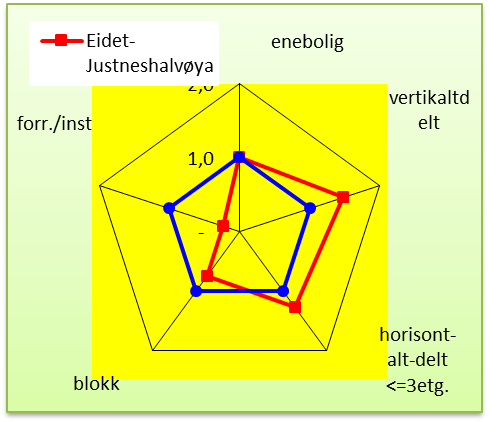 Eidet-
Justneshalvøya
enebolig
2,0
vertikaltd
elt
forr./inst
1,0
-
horisont-
alt-delt
<=3etg.
blokk